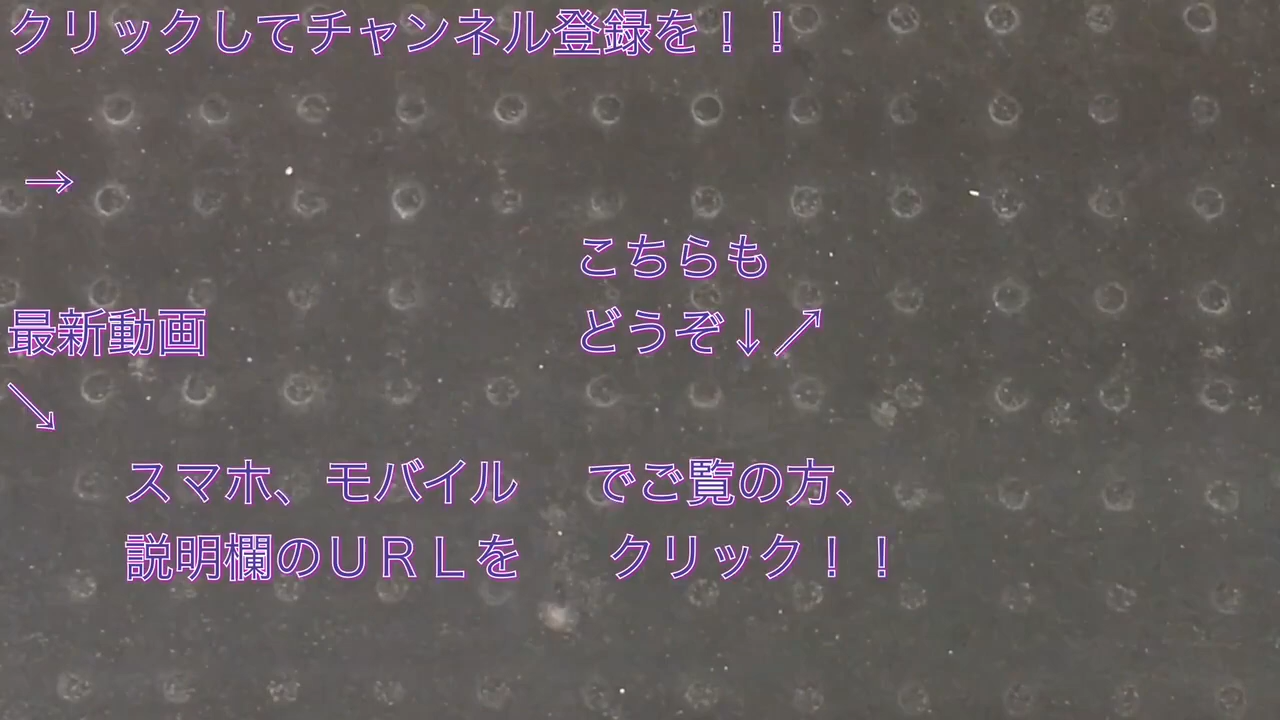 クリックしてチャンネル登録を！！
→
こちらも
どうぞ↓↗
最新動画
↘
スマホ、モバイル　でご覧の方、
説明欄のＵＲＬを　クリック！！